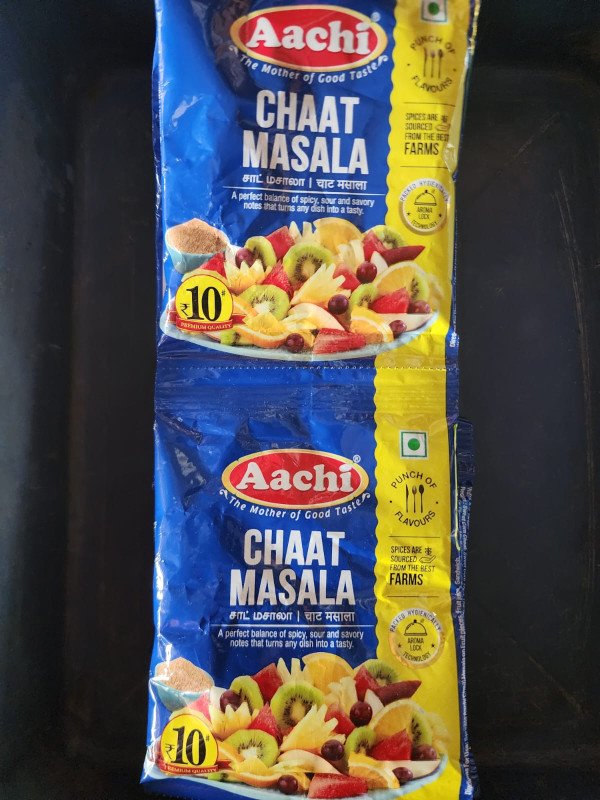 Aachi®
The Mother of Good Taste
CHAAT
MASALA
சாட் மசாலா | चाट मसाला
A perfect balance of spicy, sour and savory
notes that turns any dish into a tasty.
₹10#
PREMIUM QUALITY
PUNCH OF
FLAVOURS
SPICES ARE
SOURCED
FROM THE BEST
FARMS
PACKED HYGIENICALLY
AROMA
LOCK
TECHNOLOGY
Aachi®
The Mother of Good Taste
CHAAT
MASALA
சாட் மசாலா | चाट मसाला
A perfect balance of spicy, sour and savory
notes that turns any dish into a tasty.
₹10#
PREMIUM QUALITY
PUNCH OF
FLAVOURS
SPICES ARE
SOURCED
FROM THE BEST
FARMS
PACKED HYGIENICALLY
AROMA
LOCK
TECHNOLOGY